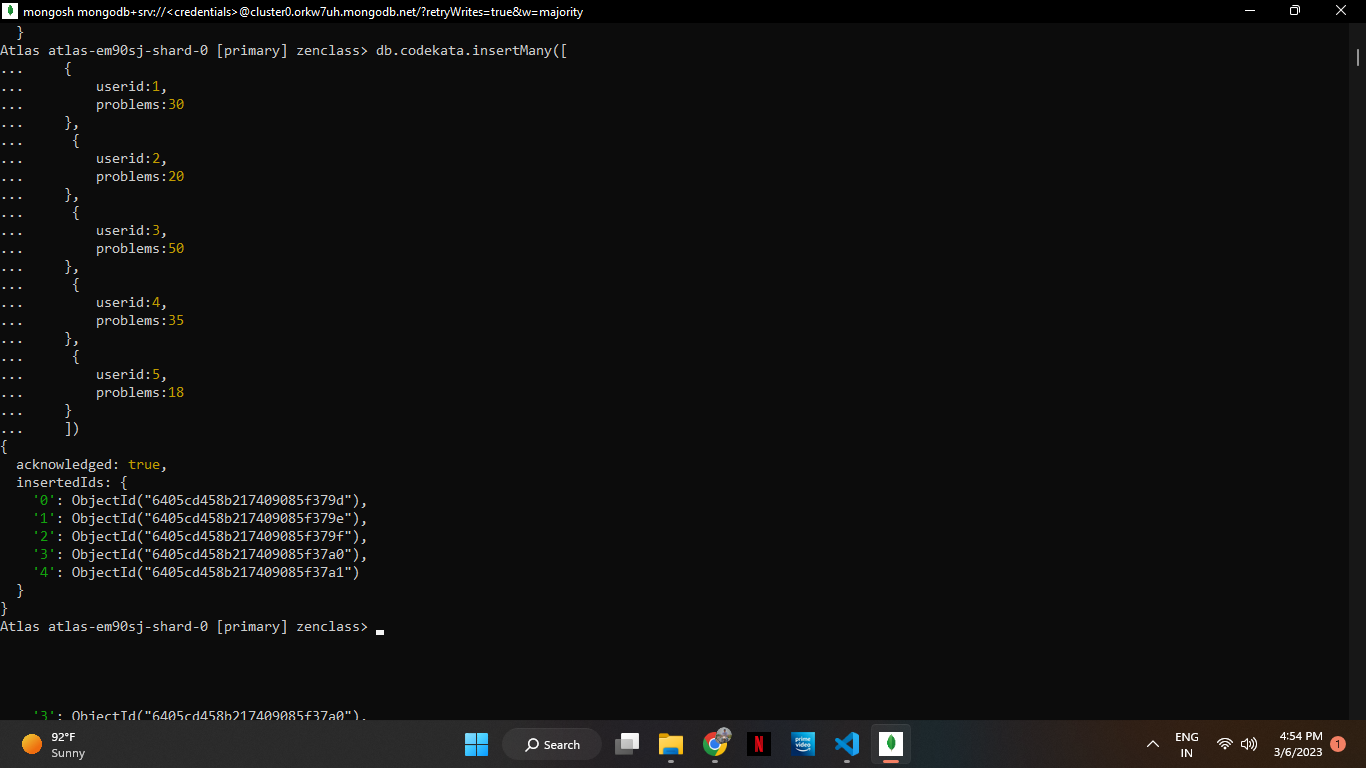 mongosh mongodb+srv://<credentials>@cluster0.orkw7uh.mongodb.net/?retryWrites=true&w=majority
  }
Atlas atlas-em90sj-shard-0 [primary] zenclass> db.codekata.insertMany([
...     {
...         userid:1,
...         problems:30
...     },
...      {
...         userid:2,
...         problems:20
...     },
...      {
...         userid:3,
...         problems:50
...     },
...      {
...         userid:4,
...         problems:35
...     },
...      {
...         userid:5,
...         problems:18
...     }
...     ])
{
  acknowledged: true,
  insertedIds: {
    '0': ObjectId("6405cd458b217409085f379d"),
    '1': ObjectId("6405cd458b217409085f379e"),
    '2': ObjectId("6405cd458b217409085f379f"),
    '3': ObjectId("6405cd458b217409085f37a0"),
    '4': ObjectId("6405cd458b217409085f37a1")
  }
}
Atlas atlas-em90sj-shard-0 [primary] zenclass>
    '3': ObjectId("6405cd458b217409085f37a0"),
92°F
Sunny
Search
N
prime video
ENG
IN
4:54 PM
3/6/2023
1